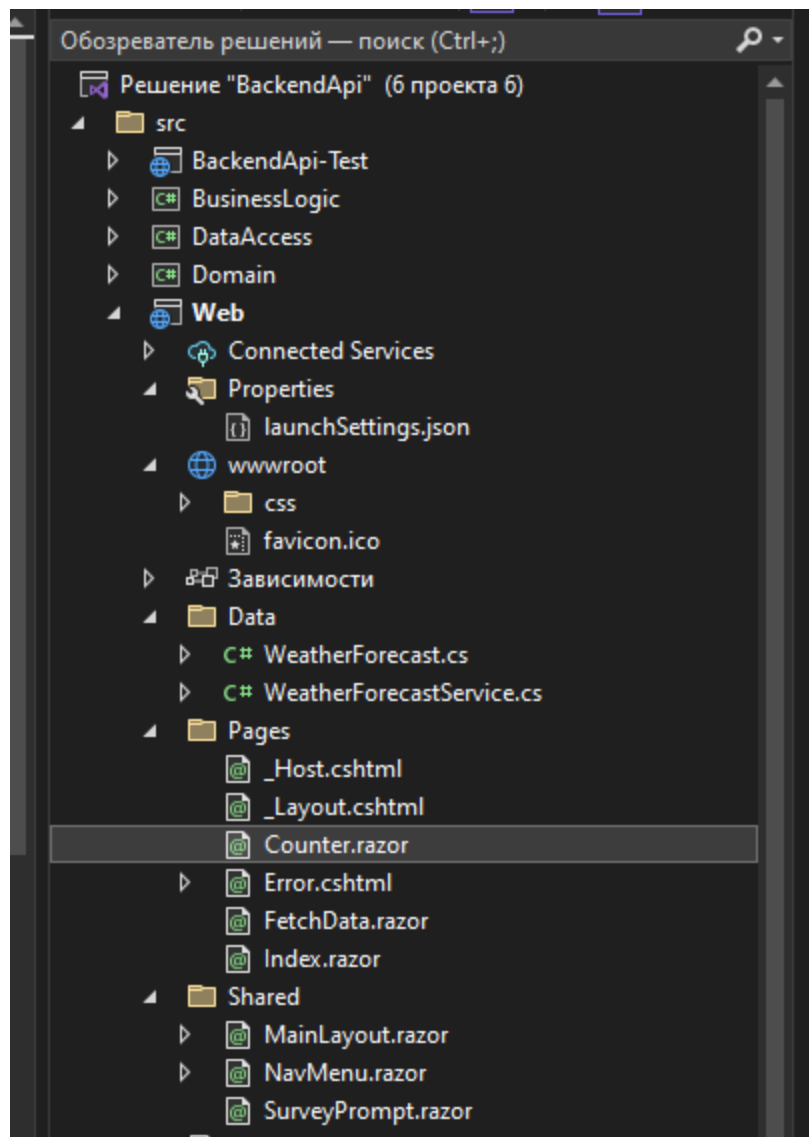 Обозреватель решений — поиск (Ctrl+;)
Решение "BackendApi" (6 проекта 6)
src
BackendApi-Test
C# BusinessLogic
C# DataAccess
C# Domain
Web
Connected Services
Properties
launchSettings.json
wwwroot
css
favicon.ico
Зависимости
Data
C# WeatherForecast.cs
C# WeatherForecastService.cs
Pages
_Host.cshtml
_Layout.cshtml
Counter.razor
Error.cshtml
FetchData.razor
Index.razor
Shared
MainLayout.razor
NavMenu.razor
SurveyPrompt.razor